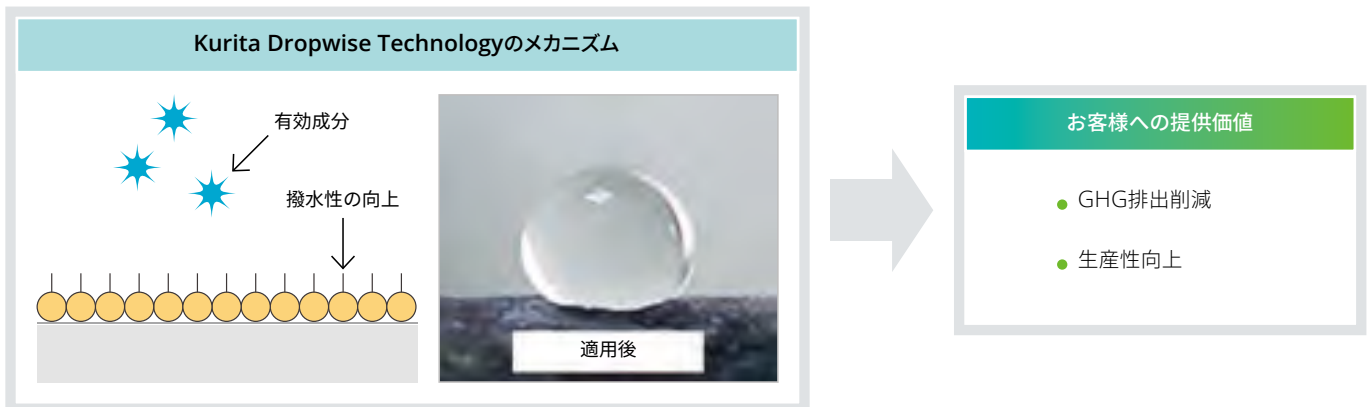 Kurita Dropwise Technologyのメカニズム
有効成分
撥水性の向上
適用後
お客様への提供価値
GHG排出削減
生産性向上